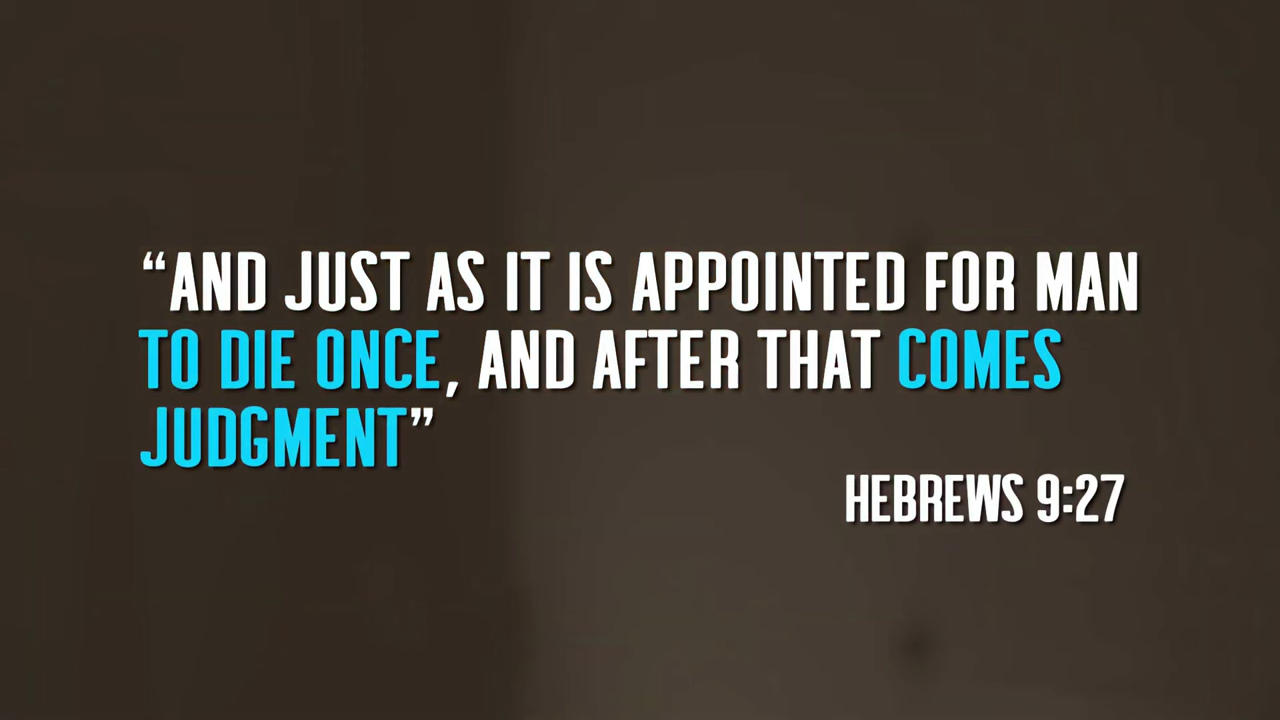 “AND JUST AS IT IS APPOINTED FOR MAN
TO DIE ONCE, AND AFTER THAT COMES
JUDGMENT”
HEBREWS 9:27